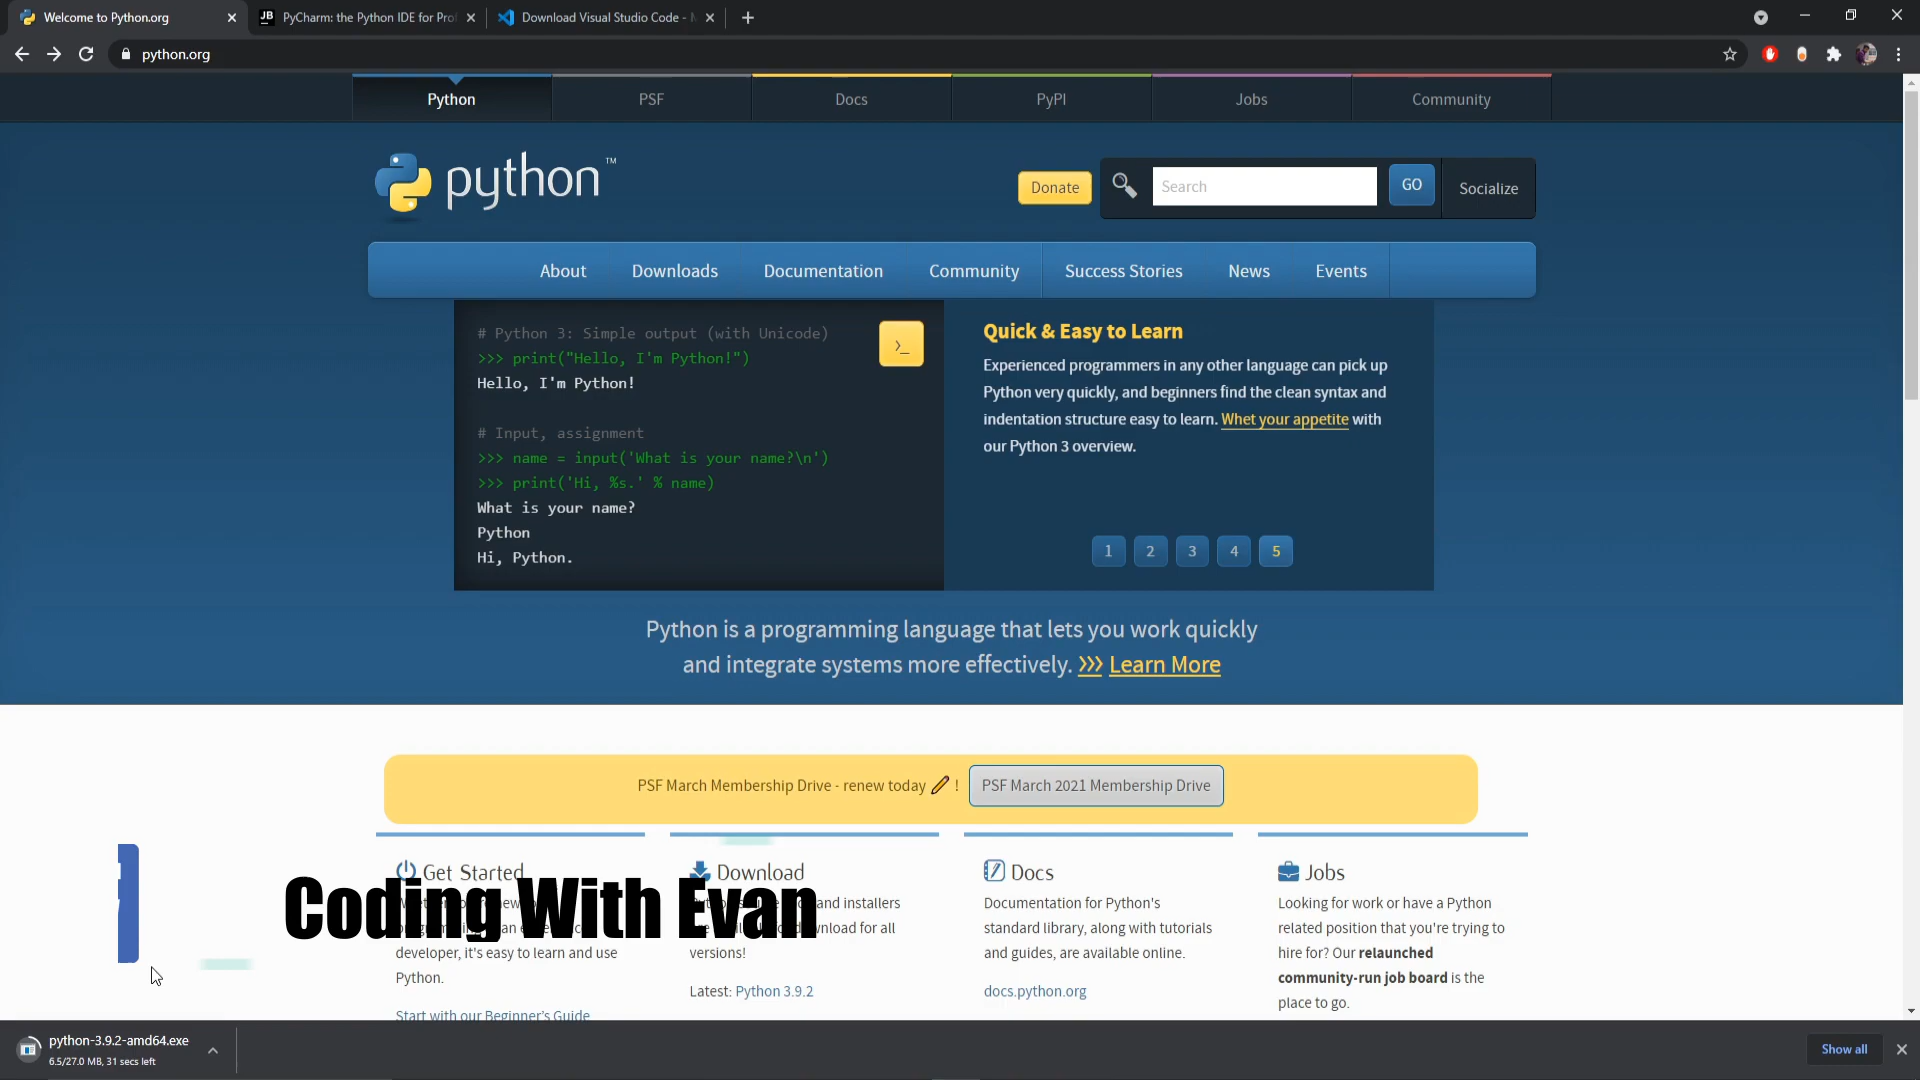 Welcome to Python.org
PyCharm: the Python IDE for Pro
Download Visual Studio Code -
python.org
Python
PSF
Docs
PyPI
Jobs
Community
python™
Donate
Search
GO
Socialize
About
Downloads
Documentation
Community
Success Stories
News
Events
# Python 3: Simple output (with Unicode)
>>> print("Hello, I'm Python!")
Hello, I'm Python!
# Input, assignment
>>> name = input('What is your name?\n')
>>> print('Hi, %s.' % name)
What is your name?
Python
Hi, Python.
>_
Quick & Easy to Learn
Experienced programmers in any other language can pick up
Python very quickly, and beginners find the clean syntax and
indentation structure easy to learn. Whet your appetite with
our Python 3 overview.
1 2 3 4 5
Python is a programming language that lets you work quickly
and integrate systems more effectively. >>> Learn More
PSF March Membership Drive - renew today !
PSF March 2021 Membership Drive
Get Started
developer, it's easy to learn and use
Python.
Start with our Beginner's Guide
Coding With Evan
Download
and installers
download for all
versions!
Latest: Python 3.9.2
Docs
Documentation for Python's
standard library, along with tutorials
and guides, are available online.
docs.python.org
Jobs
Looking for work or have a Python
related position that you're trying to
hire for? Our relaunched
community-run job board is the
place to go.
python-3.9.2-amd64.exe
6.5/27.0 MB, 31 secs left
Show all